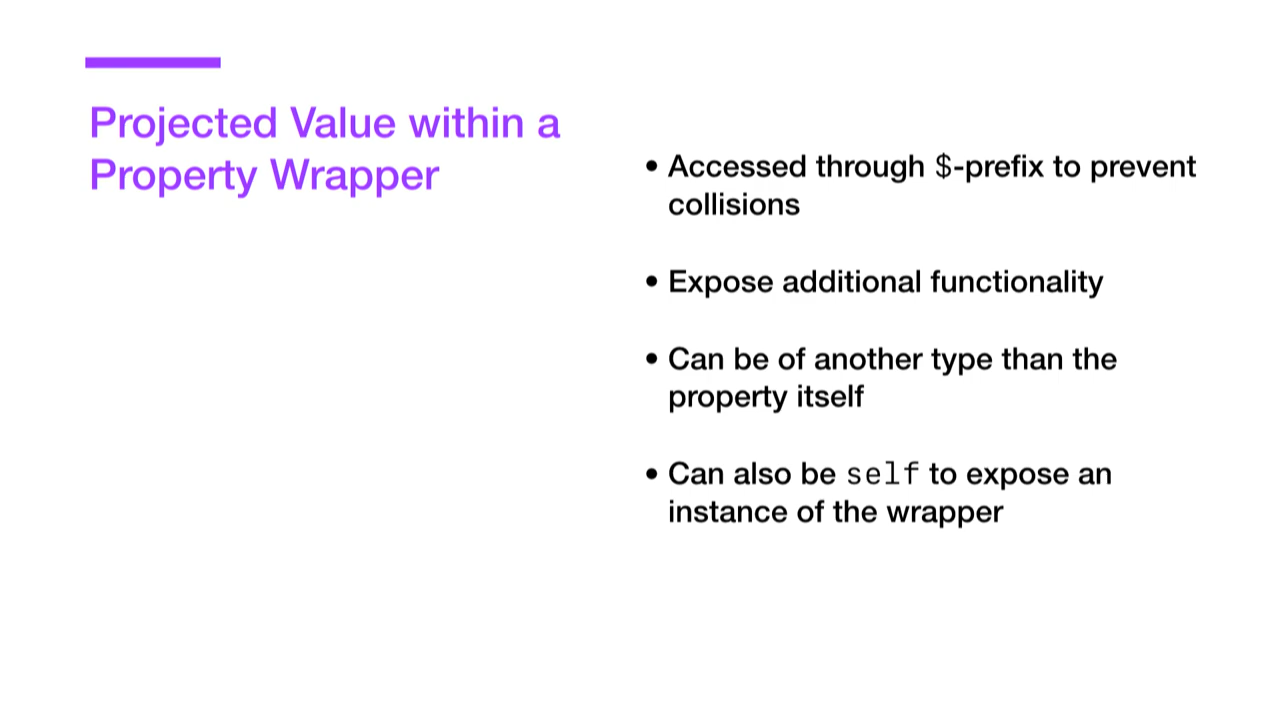 Projected Value within a
Property Wrapper
• Accessed through $-prefix to prevent
collisions
• Expose additional functionality
• Can be of another type than the
property itself
• Can also be self to expose an
instance of the wrapper